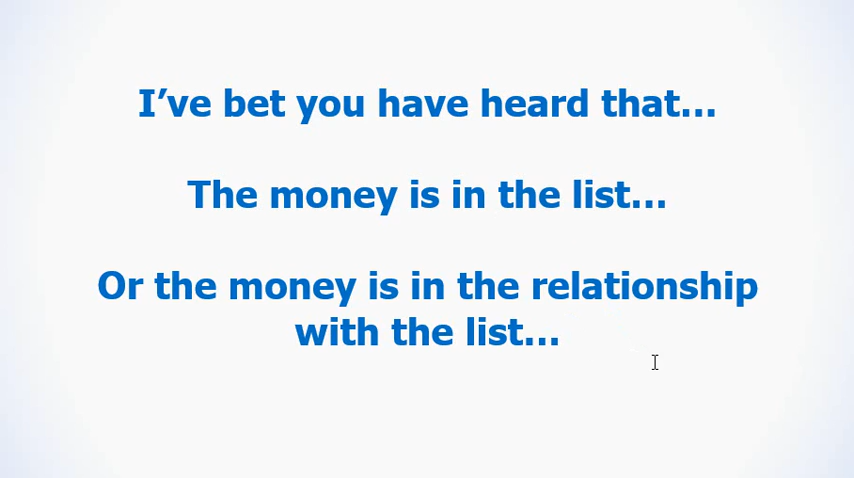 I’ve bet you have heard that…
The money is in the list…
Or the money is in the relationship
with the list…